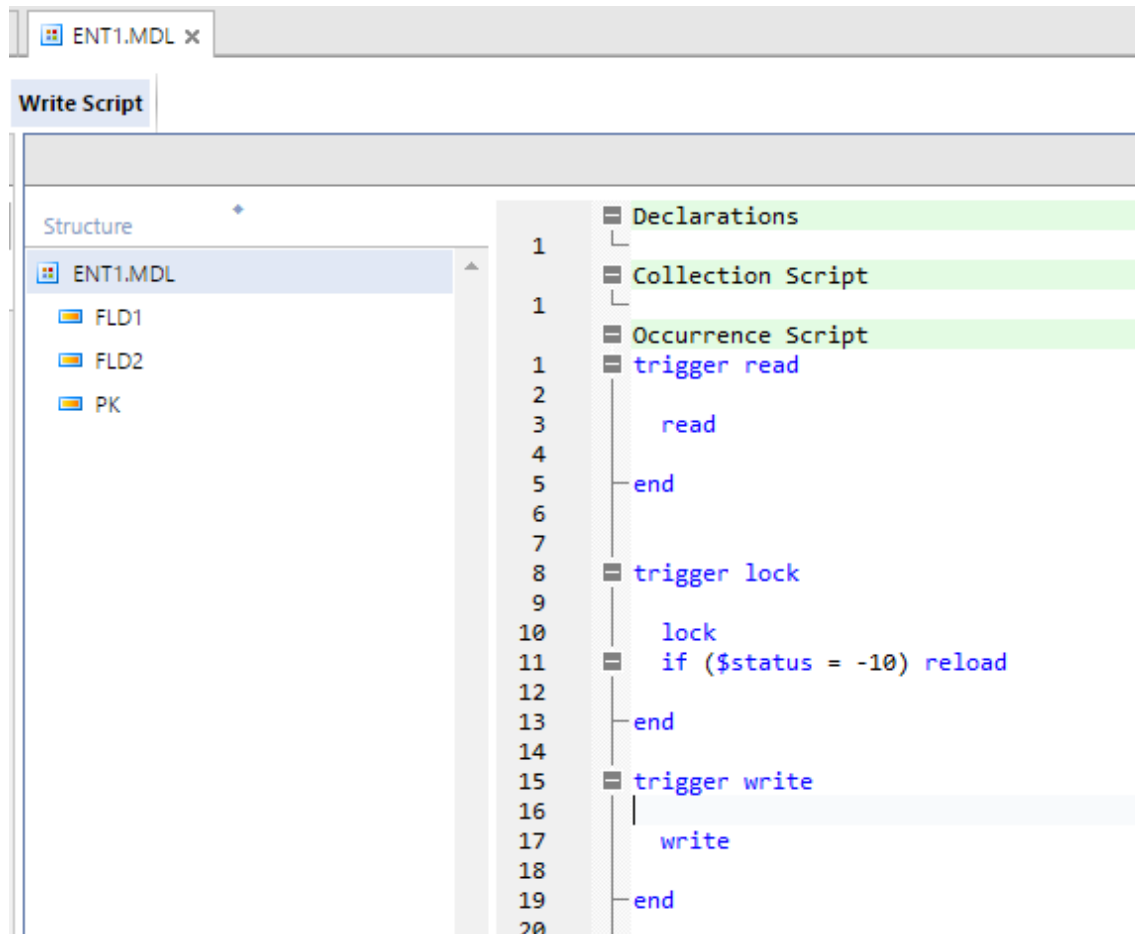 ENT1.MDL ×
Write Script
Structure
ENT1.MDL
FLD1
FLD2
PK
Declarations
1
Collection Script
1
Occurrence Script
1 trigger read
2
3 read
4
5 end
6
7
8 trigger lock
9
10 lock
11 if ($status = -10) reload
12
13 end
14
15 trigger write
16
17 write
18
19 end
20